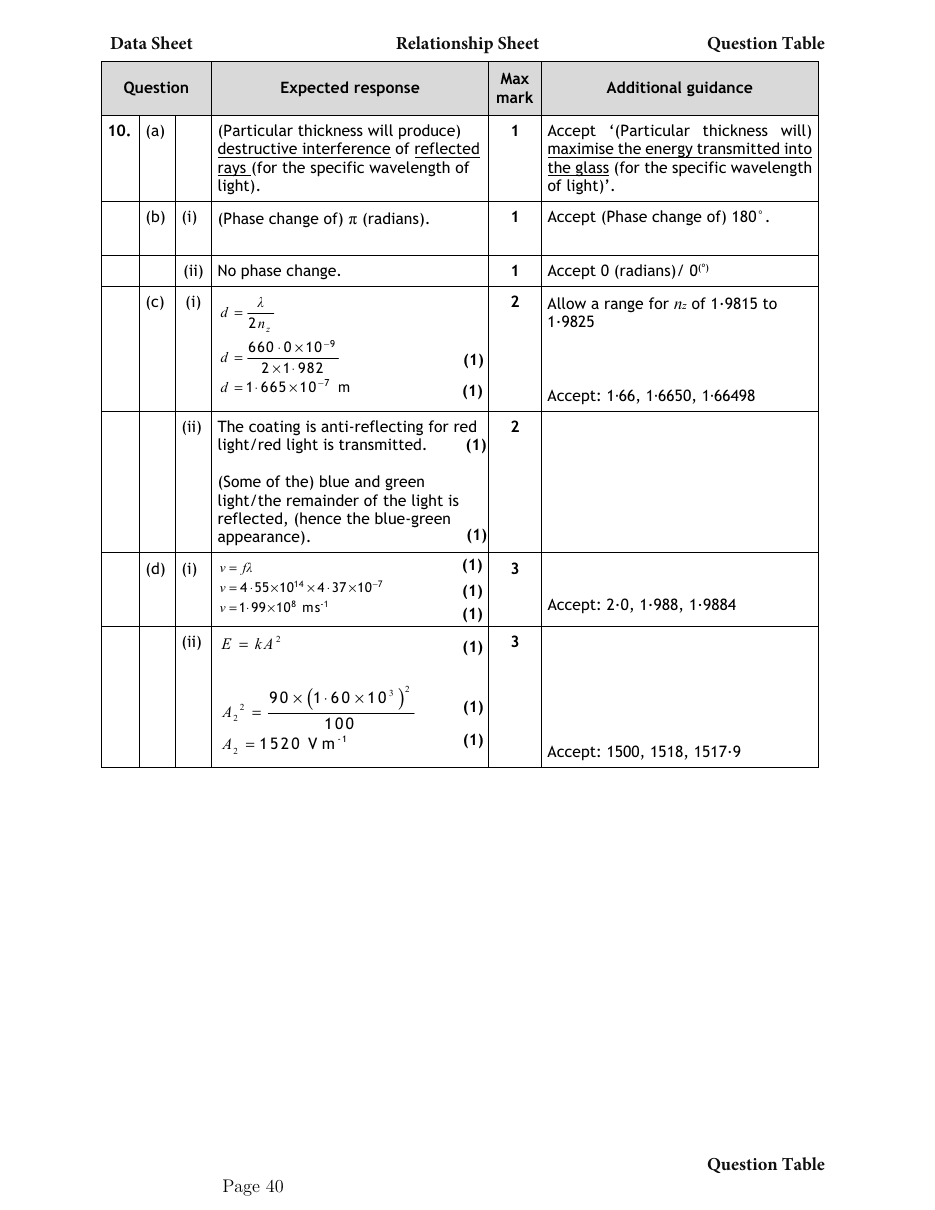 Data Sheet Relationship Sheet Question Table
Question Expected response Max mark Additional guidance
10. (a) (Particular thickness will produce)
destructive interference of reflected
rays (for the specific wavelength of
light).
1
Accept ‘(Particular thickness will)
maximise the energy transmitted into
the glass (for the specific wavelength
of light)’.
(b) (i) (Phase change of) π (radians). 1 Accept (Phase change of) 180°.
(ii) No phase change. 1 Accept 0 (radians)/ 0(°)
(c) (i) d = λ / 2n_z
d = 660·0×10⁻⁹ / 2×1·982 (1)
d = 1·665×10⁻⁷ m (1)
2
Allow a range for nz of 1·9815 to
1·9825
Accept: 1·66, 1·6650, 1·66498
(ii) The coating is anti-reflecting for red
light/red light is transmitted. (1)
(Some of the) blue and green
light/the remainder of the light is
reflected, (hence the blue-green
appearance). (1)
2
(d) (i) v = fλ (1)
v = 4·55×10¹⁴ × 4·37×10⁻⁷ (1)
v = 1·99×10⁸ ms⁻¹ (1)
3
Accept: 2·0, 1·988, 1·9884
(ii) E = kA² (1)
A₂² = 90 × (1·60×10³)² / 100 (1)
A₂ = 1520 V m⁻¹ (1)
3
Accept: 1500, 1518, 1517·9
Question Table
Page 40